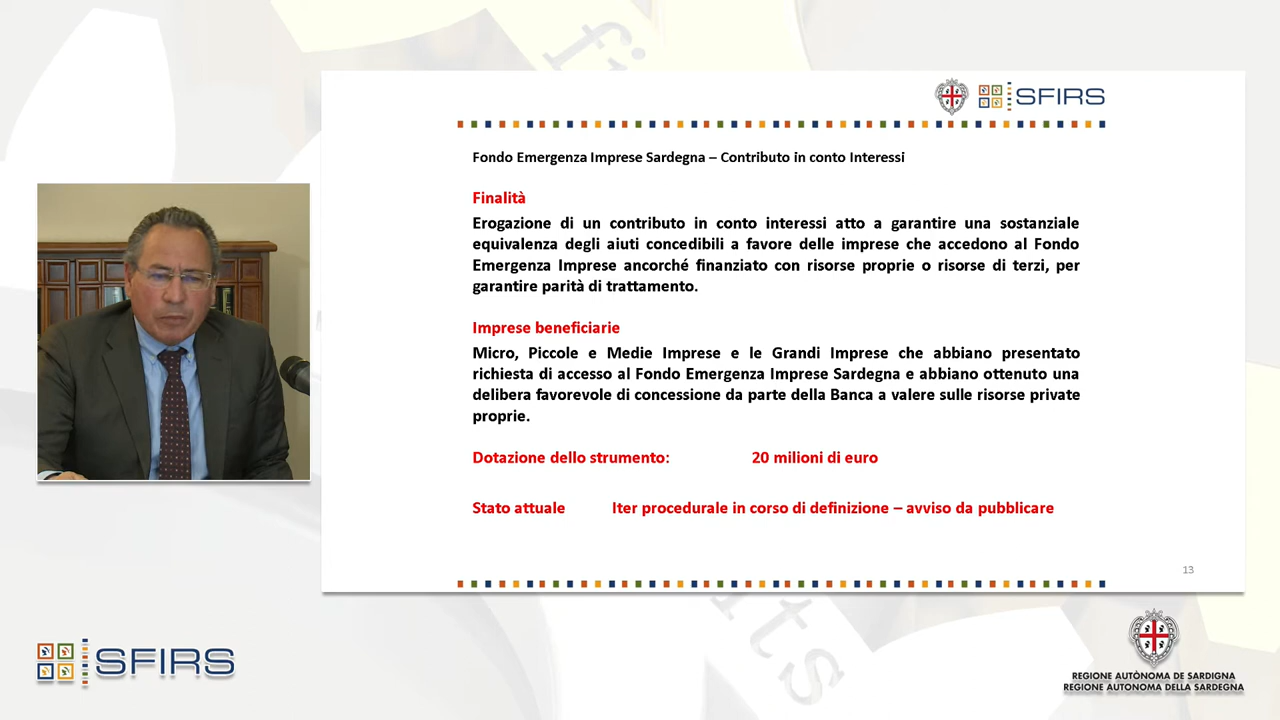 fi
SFIRS
Fondo Emergenza Imprese Sardegna – Contributo in conto Interessi
Finalità
Erogazione di un contributo in conto interessi atto a garantire una sostanziale
equivalenza degli aiuti concedibili a favore delle imprese che accedono al Fondo
Emergenza Imprese ancorché finanziato con risorse proprie o risorse di terzi, per
garantire parità di trattamento.
Imprese beneficiarie
Micro, Piccole e Medie Imprese e le Grandi Imprese che abbiano presentato
richiesta di accesso al Fondo Emergenza Imprese Sardegna e abbiano ottenuto una
delibera favorevole di concessione da parte della Banca a valere sulle risorse private
proprie.
Dotazione dello strumento: 20 milioni di euro
Stato attuale Iter procedurale in corso di definizione – avviso da pubblicare
13
its
SFIRS
REGIONE AUTÒNOMA DE SARDIGNA
REGIONE AUTONOMA DELLA SARDEGNA